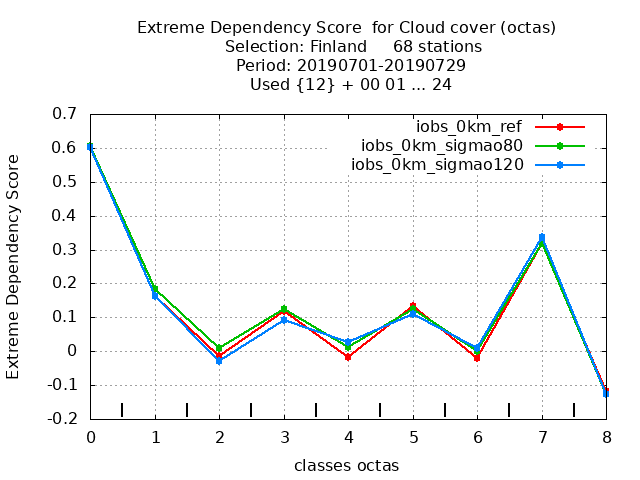 Extreme Dependency Score  for Cloud cover (octas)
Selection: Finland     68 stations
Period: 20190701-20190729
Used {12} + 00 01 ... 24
iobs_0km_ref
iobs_0km_sigmao80
iobs_0km_sigmao120
Extreme Dependency Score
0.7
0.6
0.5
0.4
0.3
0.2
0.1
0
-0.1
-0.2
0 1 2 3 4 5 6 7 8
classes octas